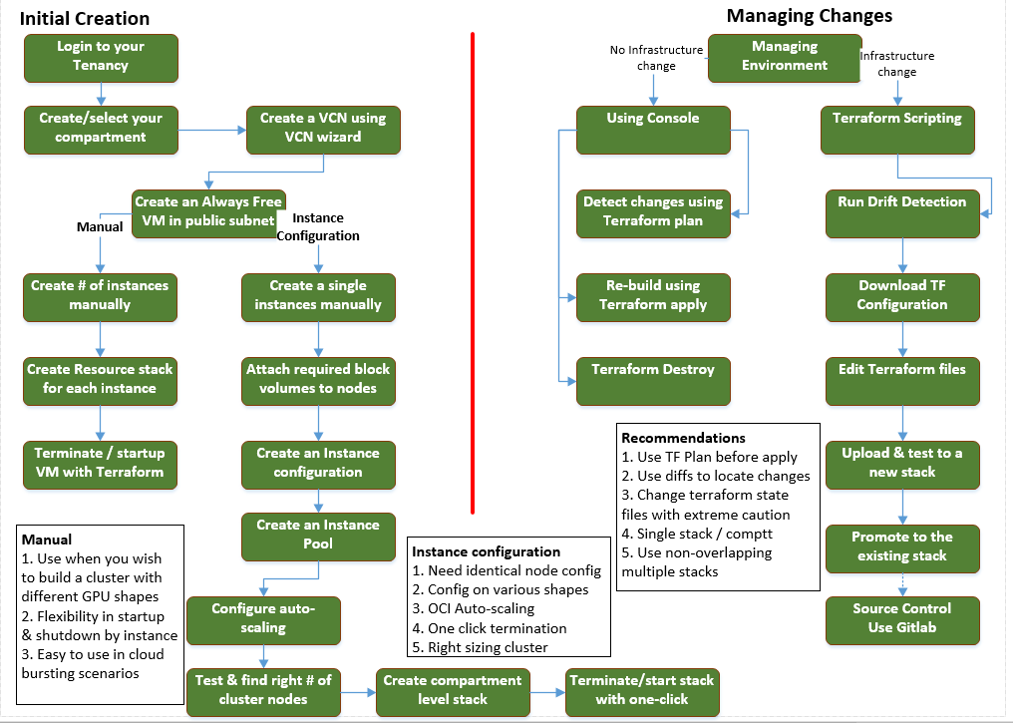 Initial Creation
Login to your
Tenancy
Create/select your
compartment
Create a VCN using
VCN wizard
Create an Always Free
VM in public subnet
Manual
Instance
Configuration
Create # of instances
manually
Create a single
instances manually
Create Resource stack
for each instance
Attach required block
volumes to nodes
Terminate / startup
VM with Terraform
Create an Instance
configuration
Create an Instance
Pool
Manual
1. Use when you wish
to build a cluster with
different GPU shapes
2. Flexibility in startup
& shutdown by instance
3. Easy to use in cloud
bursting scenarios
Configure auto-
scaling
Instance configuration
1. Need identical node config
2. Config on various shapes
3. OCI Auto-scaling
4. One click termination
5. Right sizing cluster
Test & find right # of
cluster nodes
Create compartment
level stack
Terminate/start stack
with one-click
Managing Changes
Managing
Environment
No Infrastructure
change
Infrastructure
change
Using Console
Terraform Scripting
Detect changes using
Terraform plan
Run Drift Detection
Re-build using
Terraform apply
Download TF
Configuration
Terraform Destroy
Edit Terraform files
Recommendations
1. Use TF Plan before apply
2. Use diffs to locate changes
3. Change terraform state
files with extreme caution
4. Single stack / comptt
5. Use non-overlapping
multiple stacks
Upload & test to a
new stack
Promote to the
existing stack
Source Control
Use Gitlab